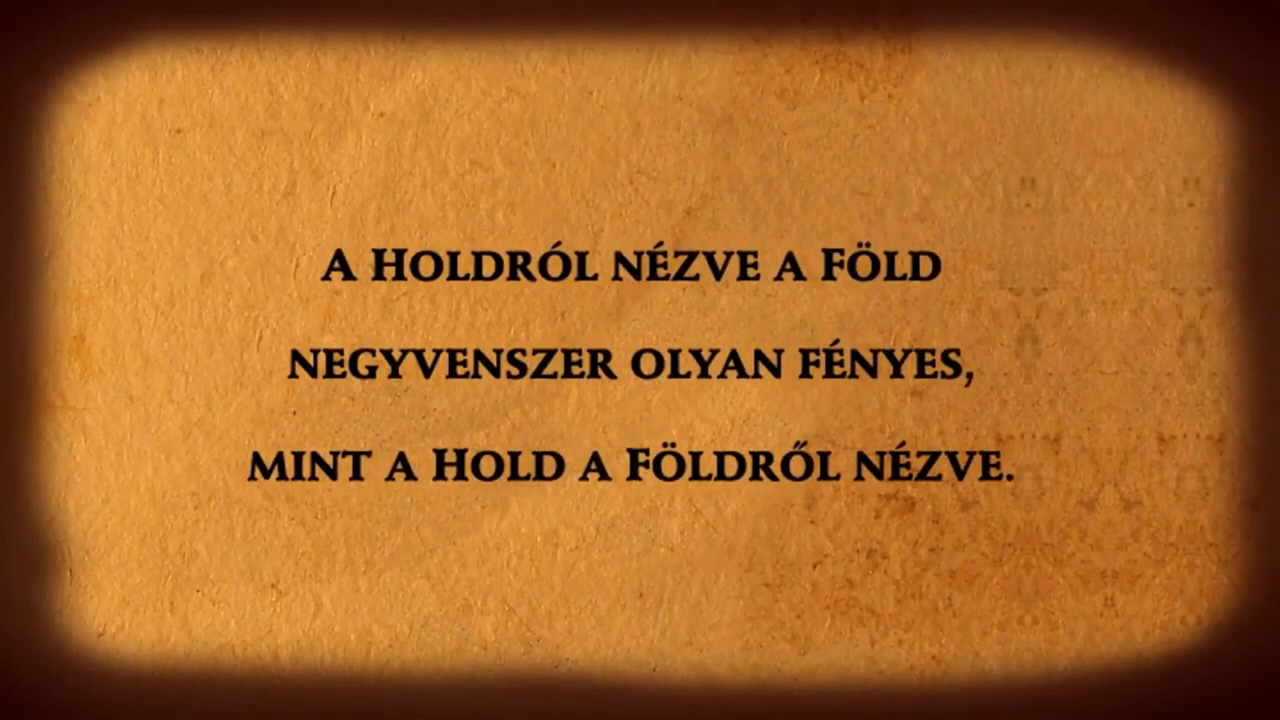 A Holdról nézve a Föld
negyvenszer olyan fényes,
mint a Hold a Földről nézve.